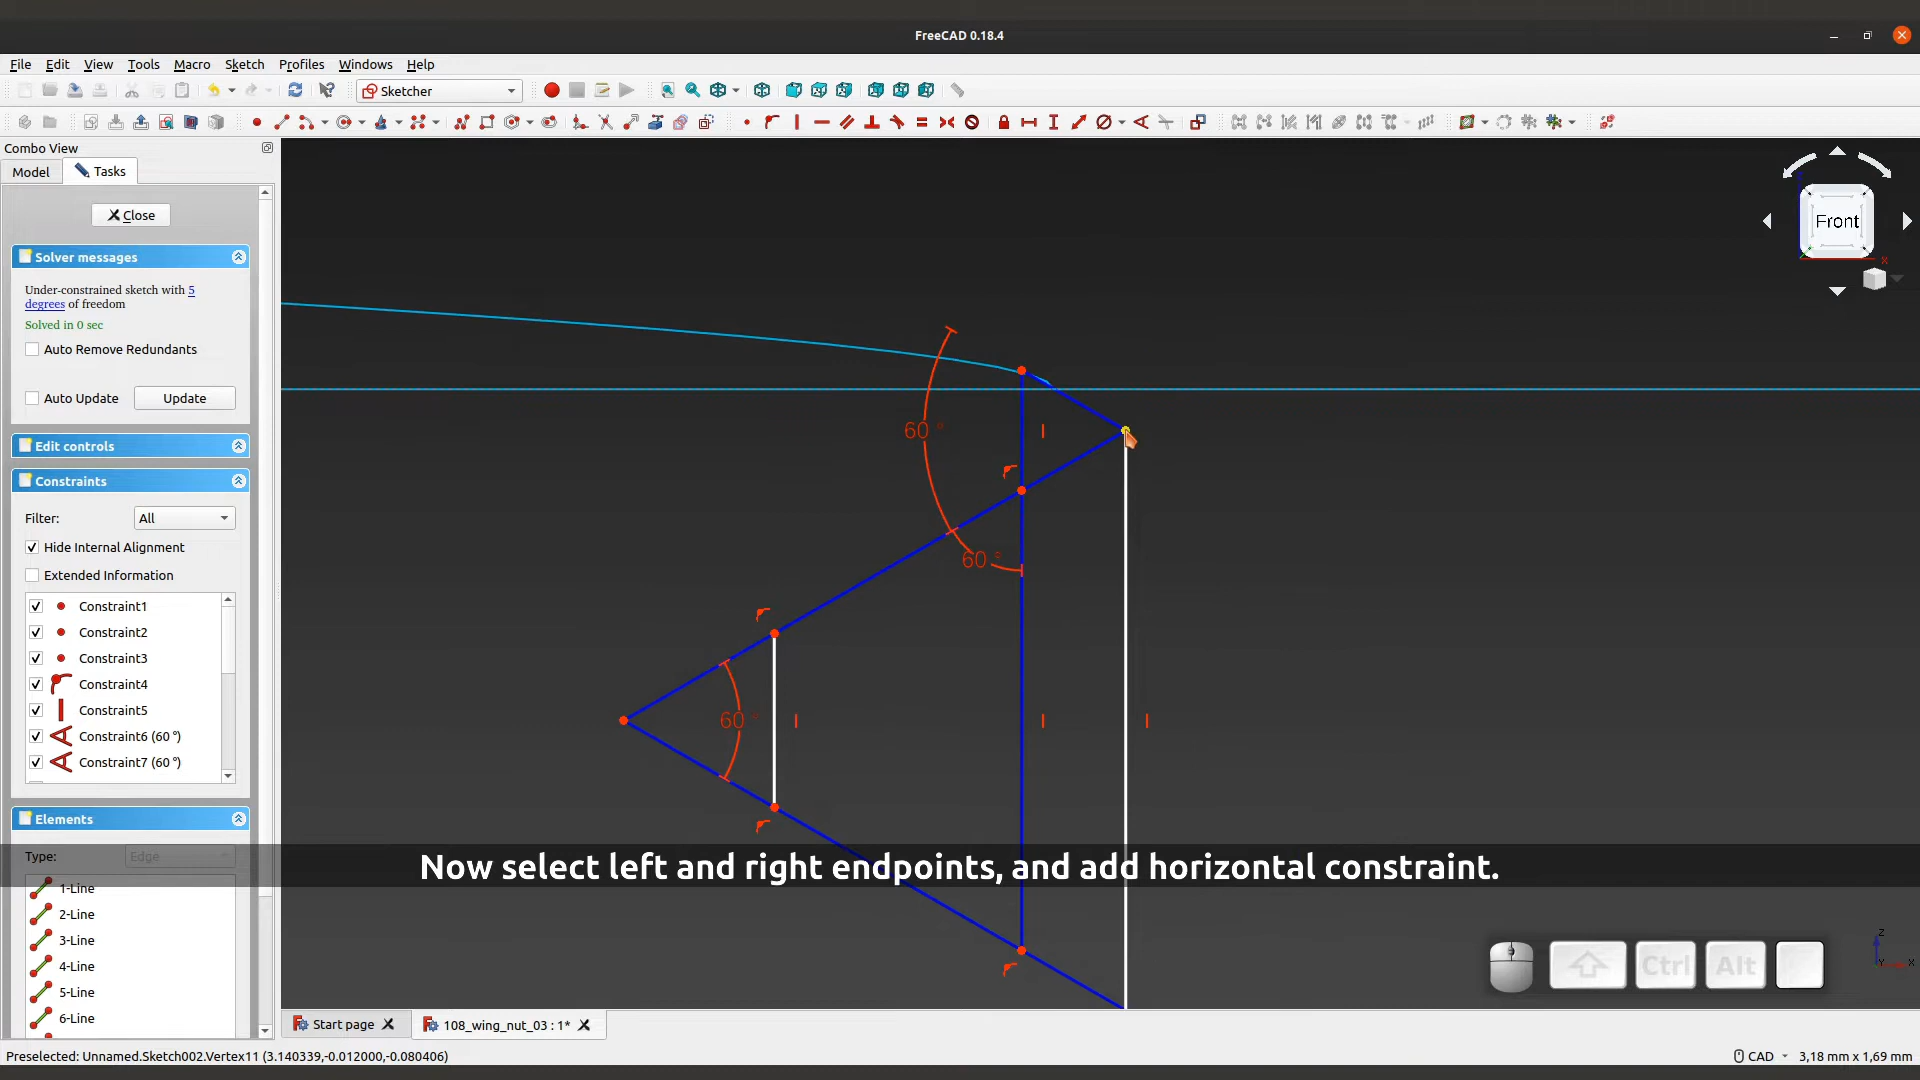 FreeCAD 0.18.4
File Edit View Tools Macro Sketch Profiles Windows Help
Sketcher
Combo View
Model Tasks
Close
Solver messages
Under-constrained sketch with 5
degrees of freedom
Solved in 0 sec
Auto Remove Redundants
Auto Update Update
Edit controls
Constraints
Filter: All
Hide Internal Alignment
Extended Information
Constraint1
Constraint2
Constraint3
Constraint4
Constraint5
Constraint6 (60 °)
Constraint7 (60 °)
Elements
Type: Edge
1-Line
2-Line
3-Line
4-Line
5-Line
6-Line
Front
X
60 °
60 °
60 °
Now select left and right endpoints, and add horizontal constraint.
Ctrl Alt
Z
Y X
Start page 108_wing_nut_03 : 1*
Preselected: Unnamed.Sketch002.Vertex11 (3.140339,-0.012000,-0.080406)
CAD 3,18 mm x 1,69 mm